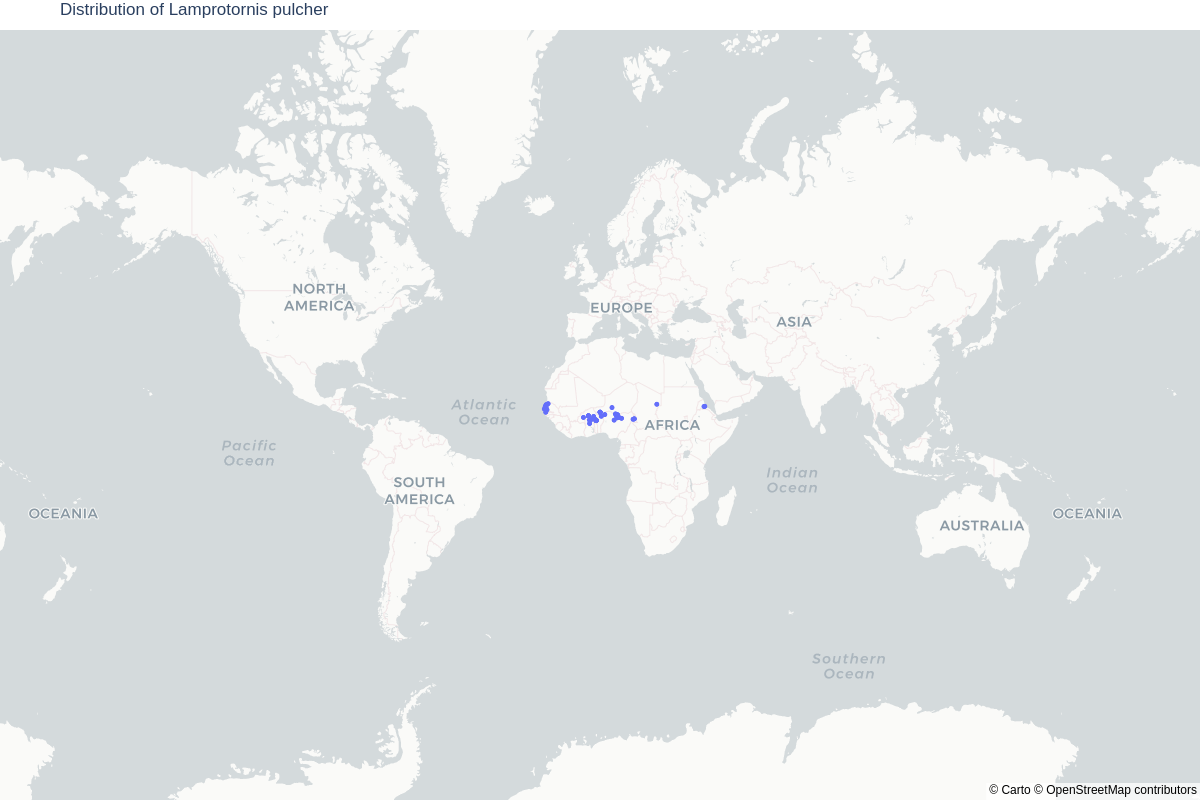 Distribution of Lamprotornis pulcher
NORTH
AMERICA
EUROPE
ASIA
Atlantic
Ocean
AFRICA
Pacific
Ocean
Indian
Ocean
SOUTH
AMERICA
OCEANIA
AUSTRALIA
OCEANIA
Southern
Ocean
© Carto © OpenStreetMap contributors